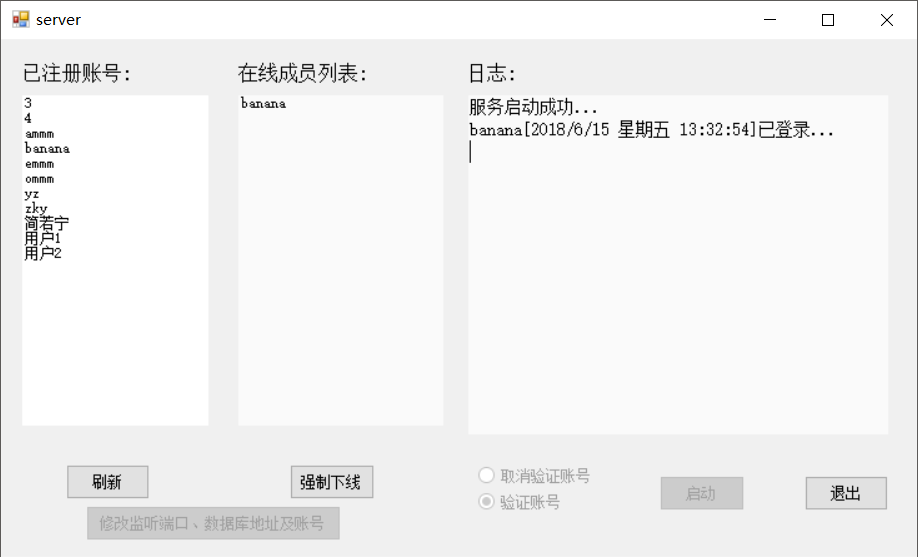 server
已注册账号:
3
4
ammm
banana
emmm
ommm
yz
zky
简若宁
用户1
用户2
在线成员列表:
banana
日志:
服务启动成功...
banana[2018/6/15 星期五 13:32:54]已登录...
刷新
强制下线
修改监听端口、数据库地址及账号
取消验证账号
验证账号
启动
退出